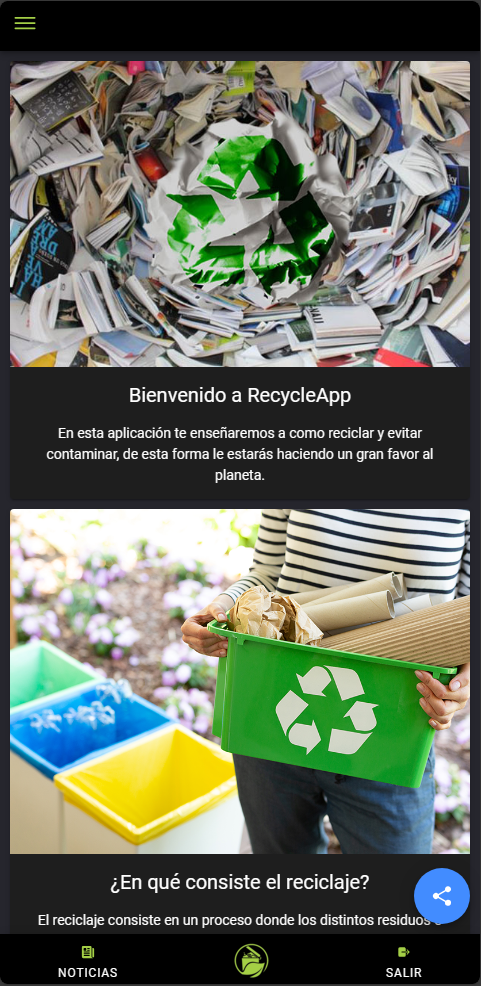 Bienvenido a RecycleApp
En esta aplicación te enseñaremos a como reciclar y evitar
contaminar, de esta forma le estarás haciendo un gran favor al
planeta.
¿En qué consiste el reciclaje?
El reciclaje consiste en un proceso donde los distintos residuos
NOTICIAS
SALIR